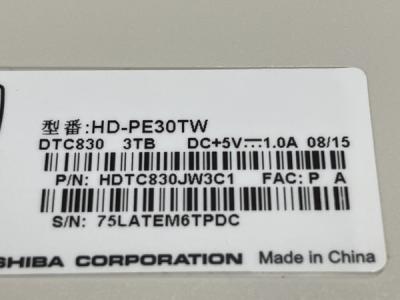 型番:HD-PE30TW
DTC830 3TB DC+5V⎓1.0A 08/15
P/N: HDTC830JW3C1 FAC: P A
S/N: 75LATEM6TPDC
SHIBA CORPORATION Made in China